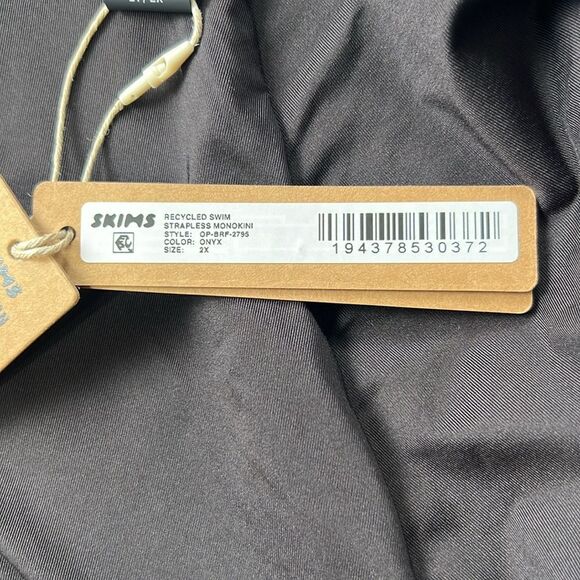 SKIMS
RECYCLED SWIM
STRAPLESS MONOKINI
STYLE: OP-BRF-2795
COLOR: ONYX
SIZE: 2X
194378530372